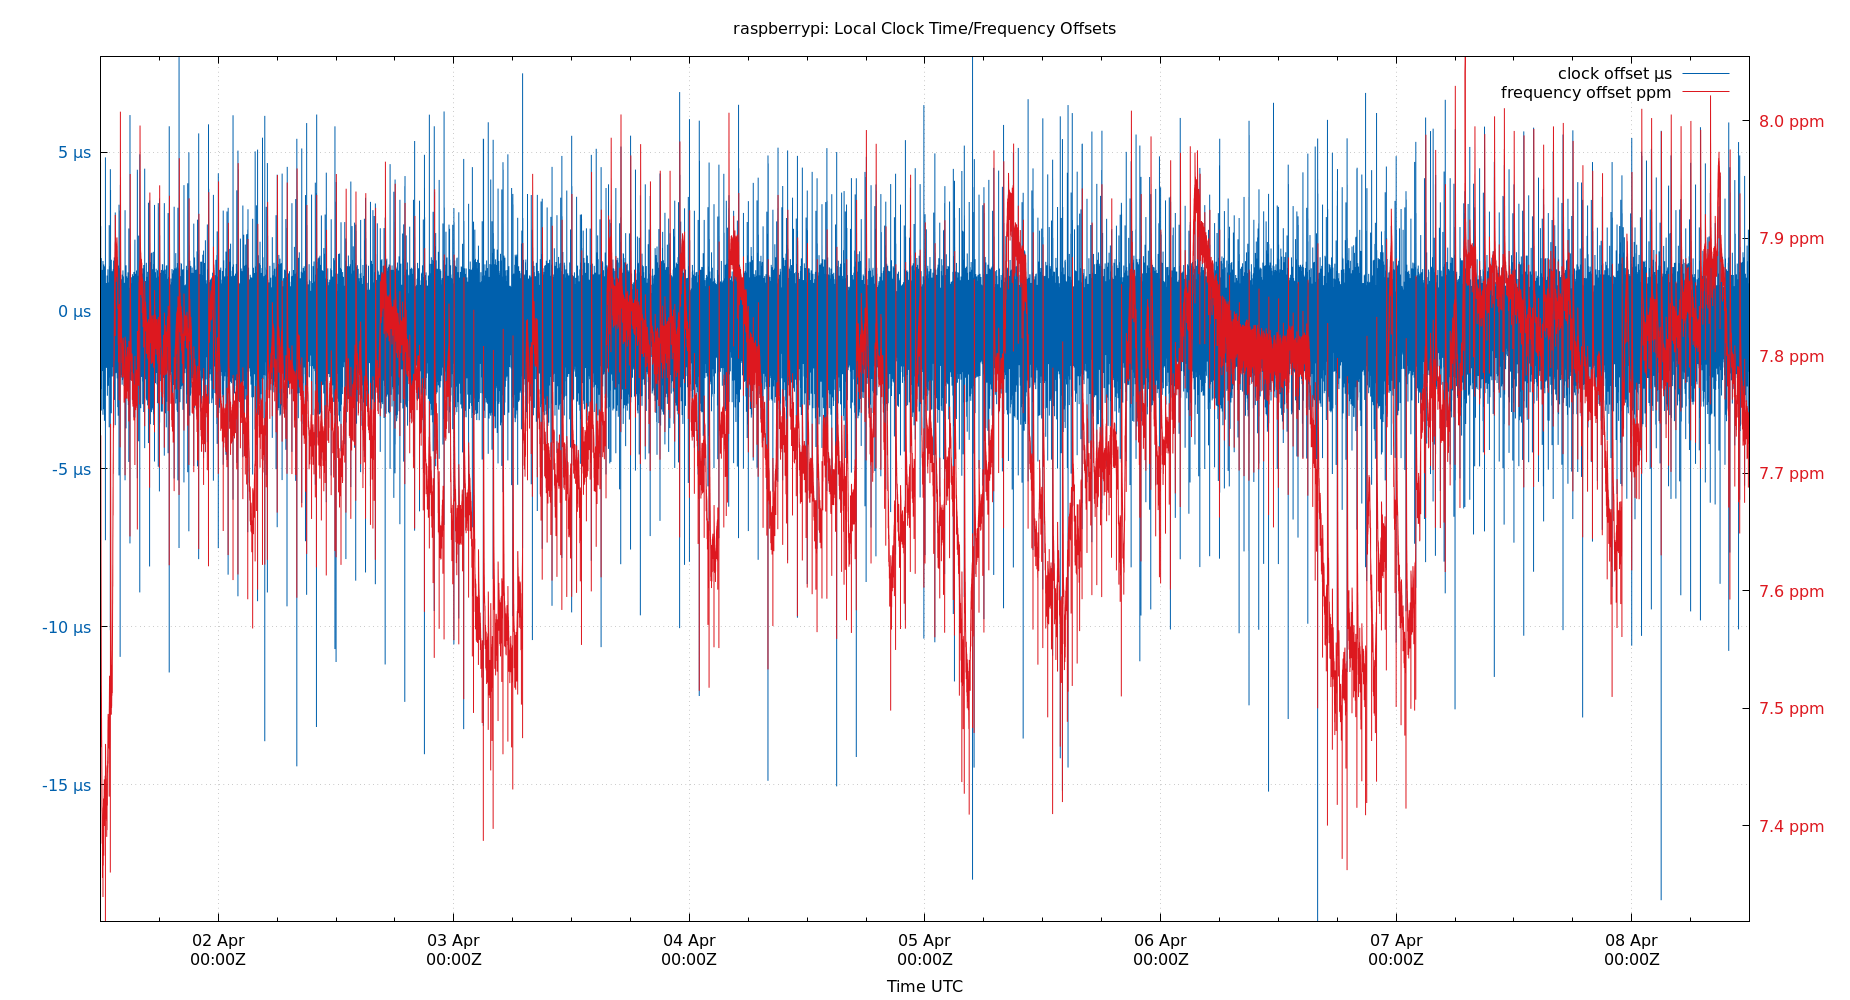 raspberrypi: Local Clock Time/Frequency Offsets
clock offset µs
frequency offset ppm
5 µs
0 µs
-5 µs
-10 µs
-15 µs
8.0 ppm
7.9 ppm
7.8 ppm
7.7 ppm
7.6 ppm
7.5 ppm
7.4 ppm
02 Apr 03 Apr 04 Apr 05 Apr 06 Apr 07 Apr 08 Apr
00:00Z 00:00Z 00:00Z 00:00Z 00:00Z 00:00Z 00:00Z
Time UTC